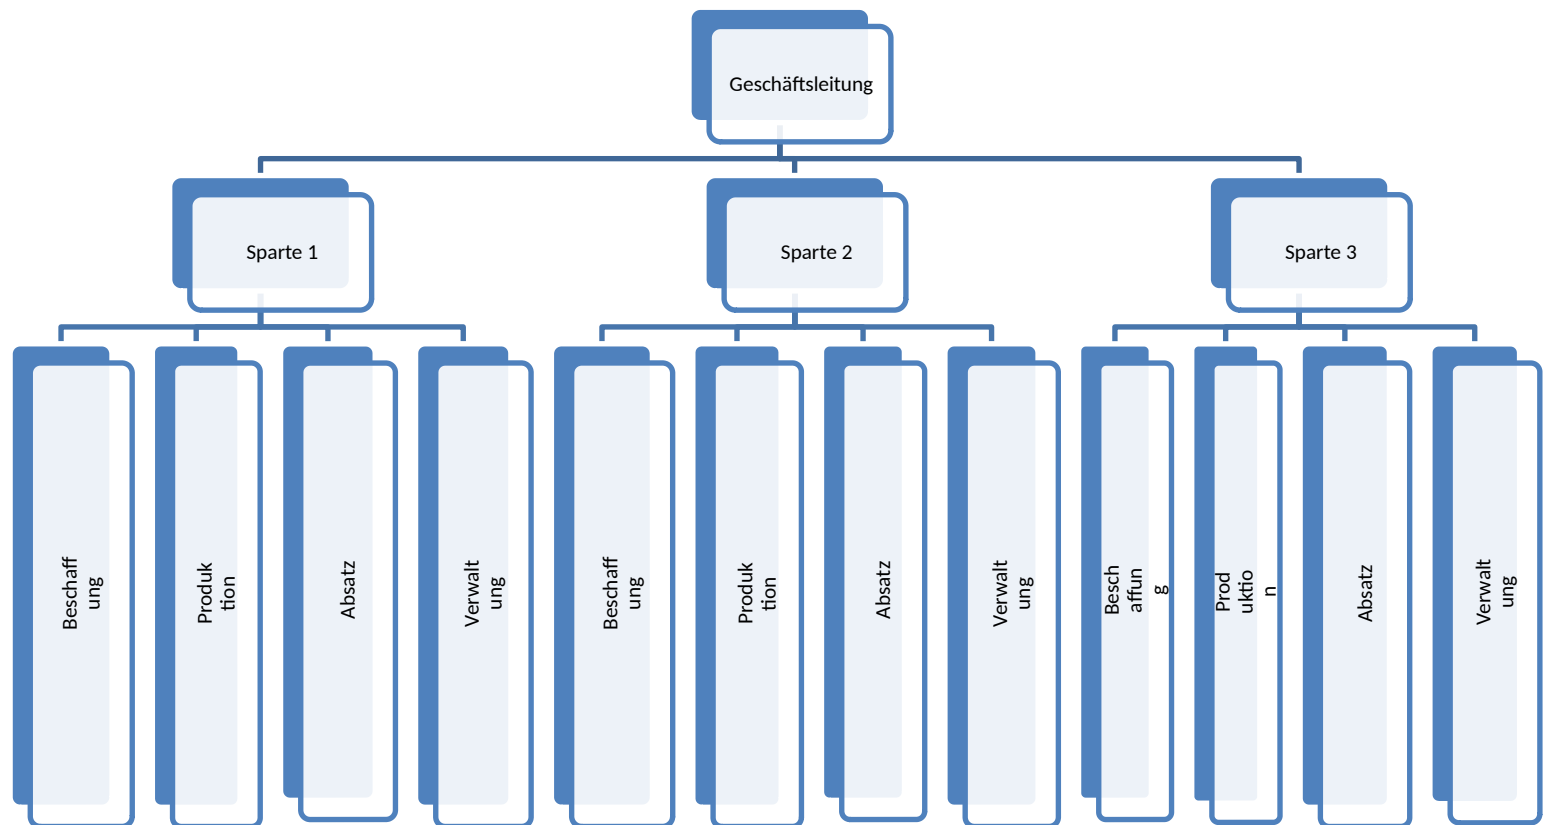 Geschäftsleitung
Sparte 1
Sparte 2
Sparte 3
Beschaff
ung
Produk
tion
Absatz
Verwalt
ung
Beschaff
ung
Produk
tion
Absatz
Verwalt
ung
Besch
affun
g
Prod
uktio
n
Absatz
Verwalt
ung